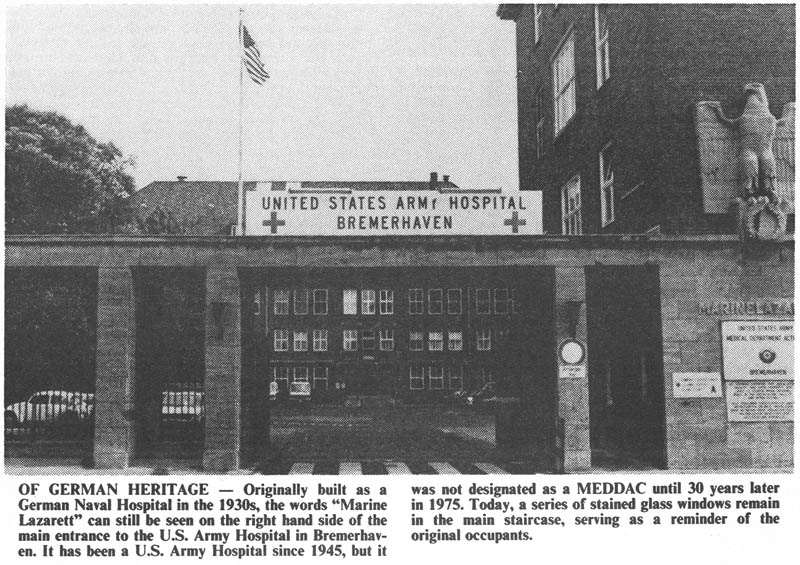 UNITED STATES ARMY HOSPITAL
BREMERHAVEN
MARINELAZA
UNITED STATES ARMY
MEDICAL DEPARTMENT ACTI
BREMERHAVEN
OF GERMAN HERITAGE — Originally built as a
German Naval Hospital in the 1930s, the words “Marine
Lazarett” can still be seen on the right hand side of the
main entrance to the U.S. Army Hospital in Bremerhav-
en. It has been a U.S. Army Hospital since 1945, but it
was not designated as a MEDDAC until 30 years later
in 1975. Today, a series of stained glass windows remain
in the main staircase, serving as a reminder of the
original occupants.